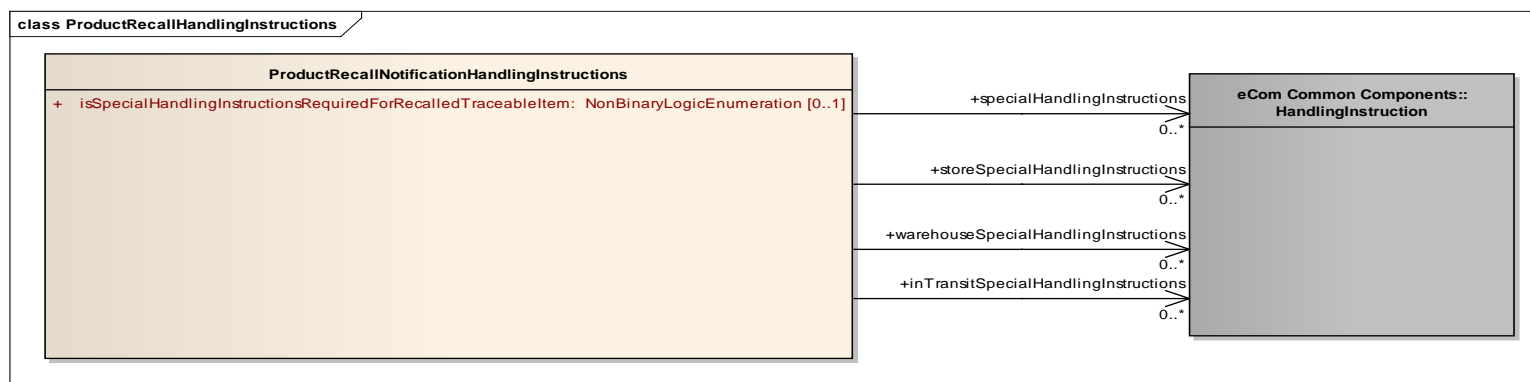 class ProductRecallHandlingInstructions
ProductRecallNotificationHandlingInstructions
+ isSpecialHandlingInstructionsRequiredForRecalledTraceableItem: NonBinaryLogicEnumeration [0..1]
+specialHandlingInstructions
0..*
+storeSpecialHandlingInstructions
0..*
+warehouseSpecialHandlingInstructions
0..*
+inTransitSpecialHandlingInstructions
0..*
eCom Common Components::
HandlingInstruction